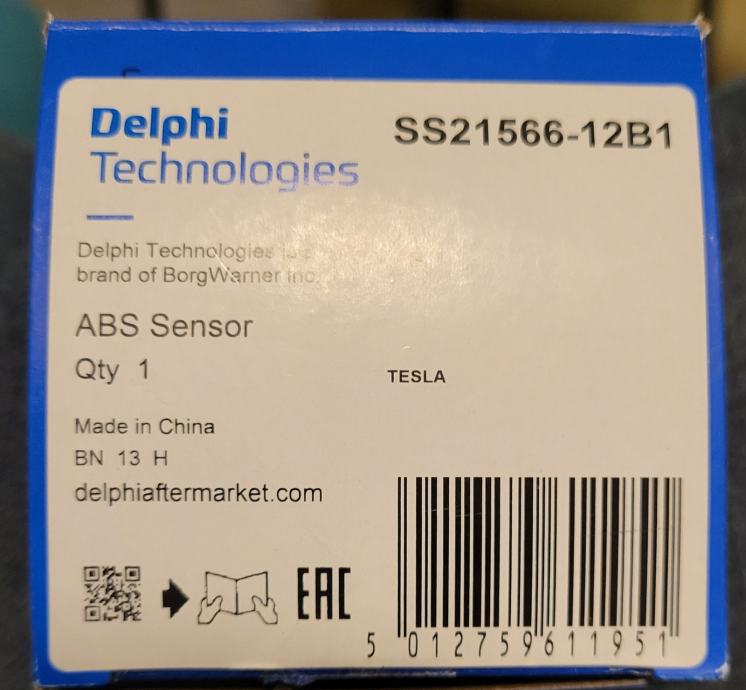 Delphi
Technologies
SS21566-12B1
Delphi Technologies is a
brand of BorgWarner Inc.
ABS Sensor
Qty 1
TESLA
Made in China
BN 13 H
delphiaftermarket.com
EAC
5 012759 611951